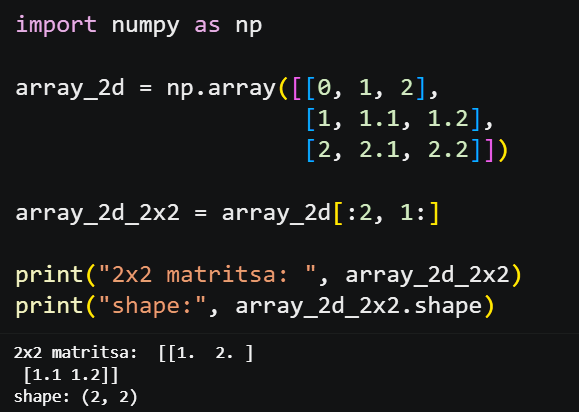 import numpy as np
array_2d = np.array([[0, 1, 2],
[1, 1.1, 1.2],
[2, 2.1, 2.2]])
array_2d_2x2 = array_2d[:2, 1:]
print("2x2 matritsa: ", array_2d_2x2)
print("shape:", array_2d_2x2.shape)
2x2 matritsa:  [[1.  2. ]
[1.1 1.2]]
shape: (2, 2)